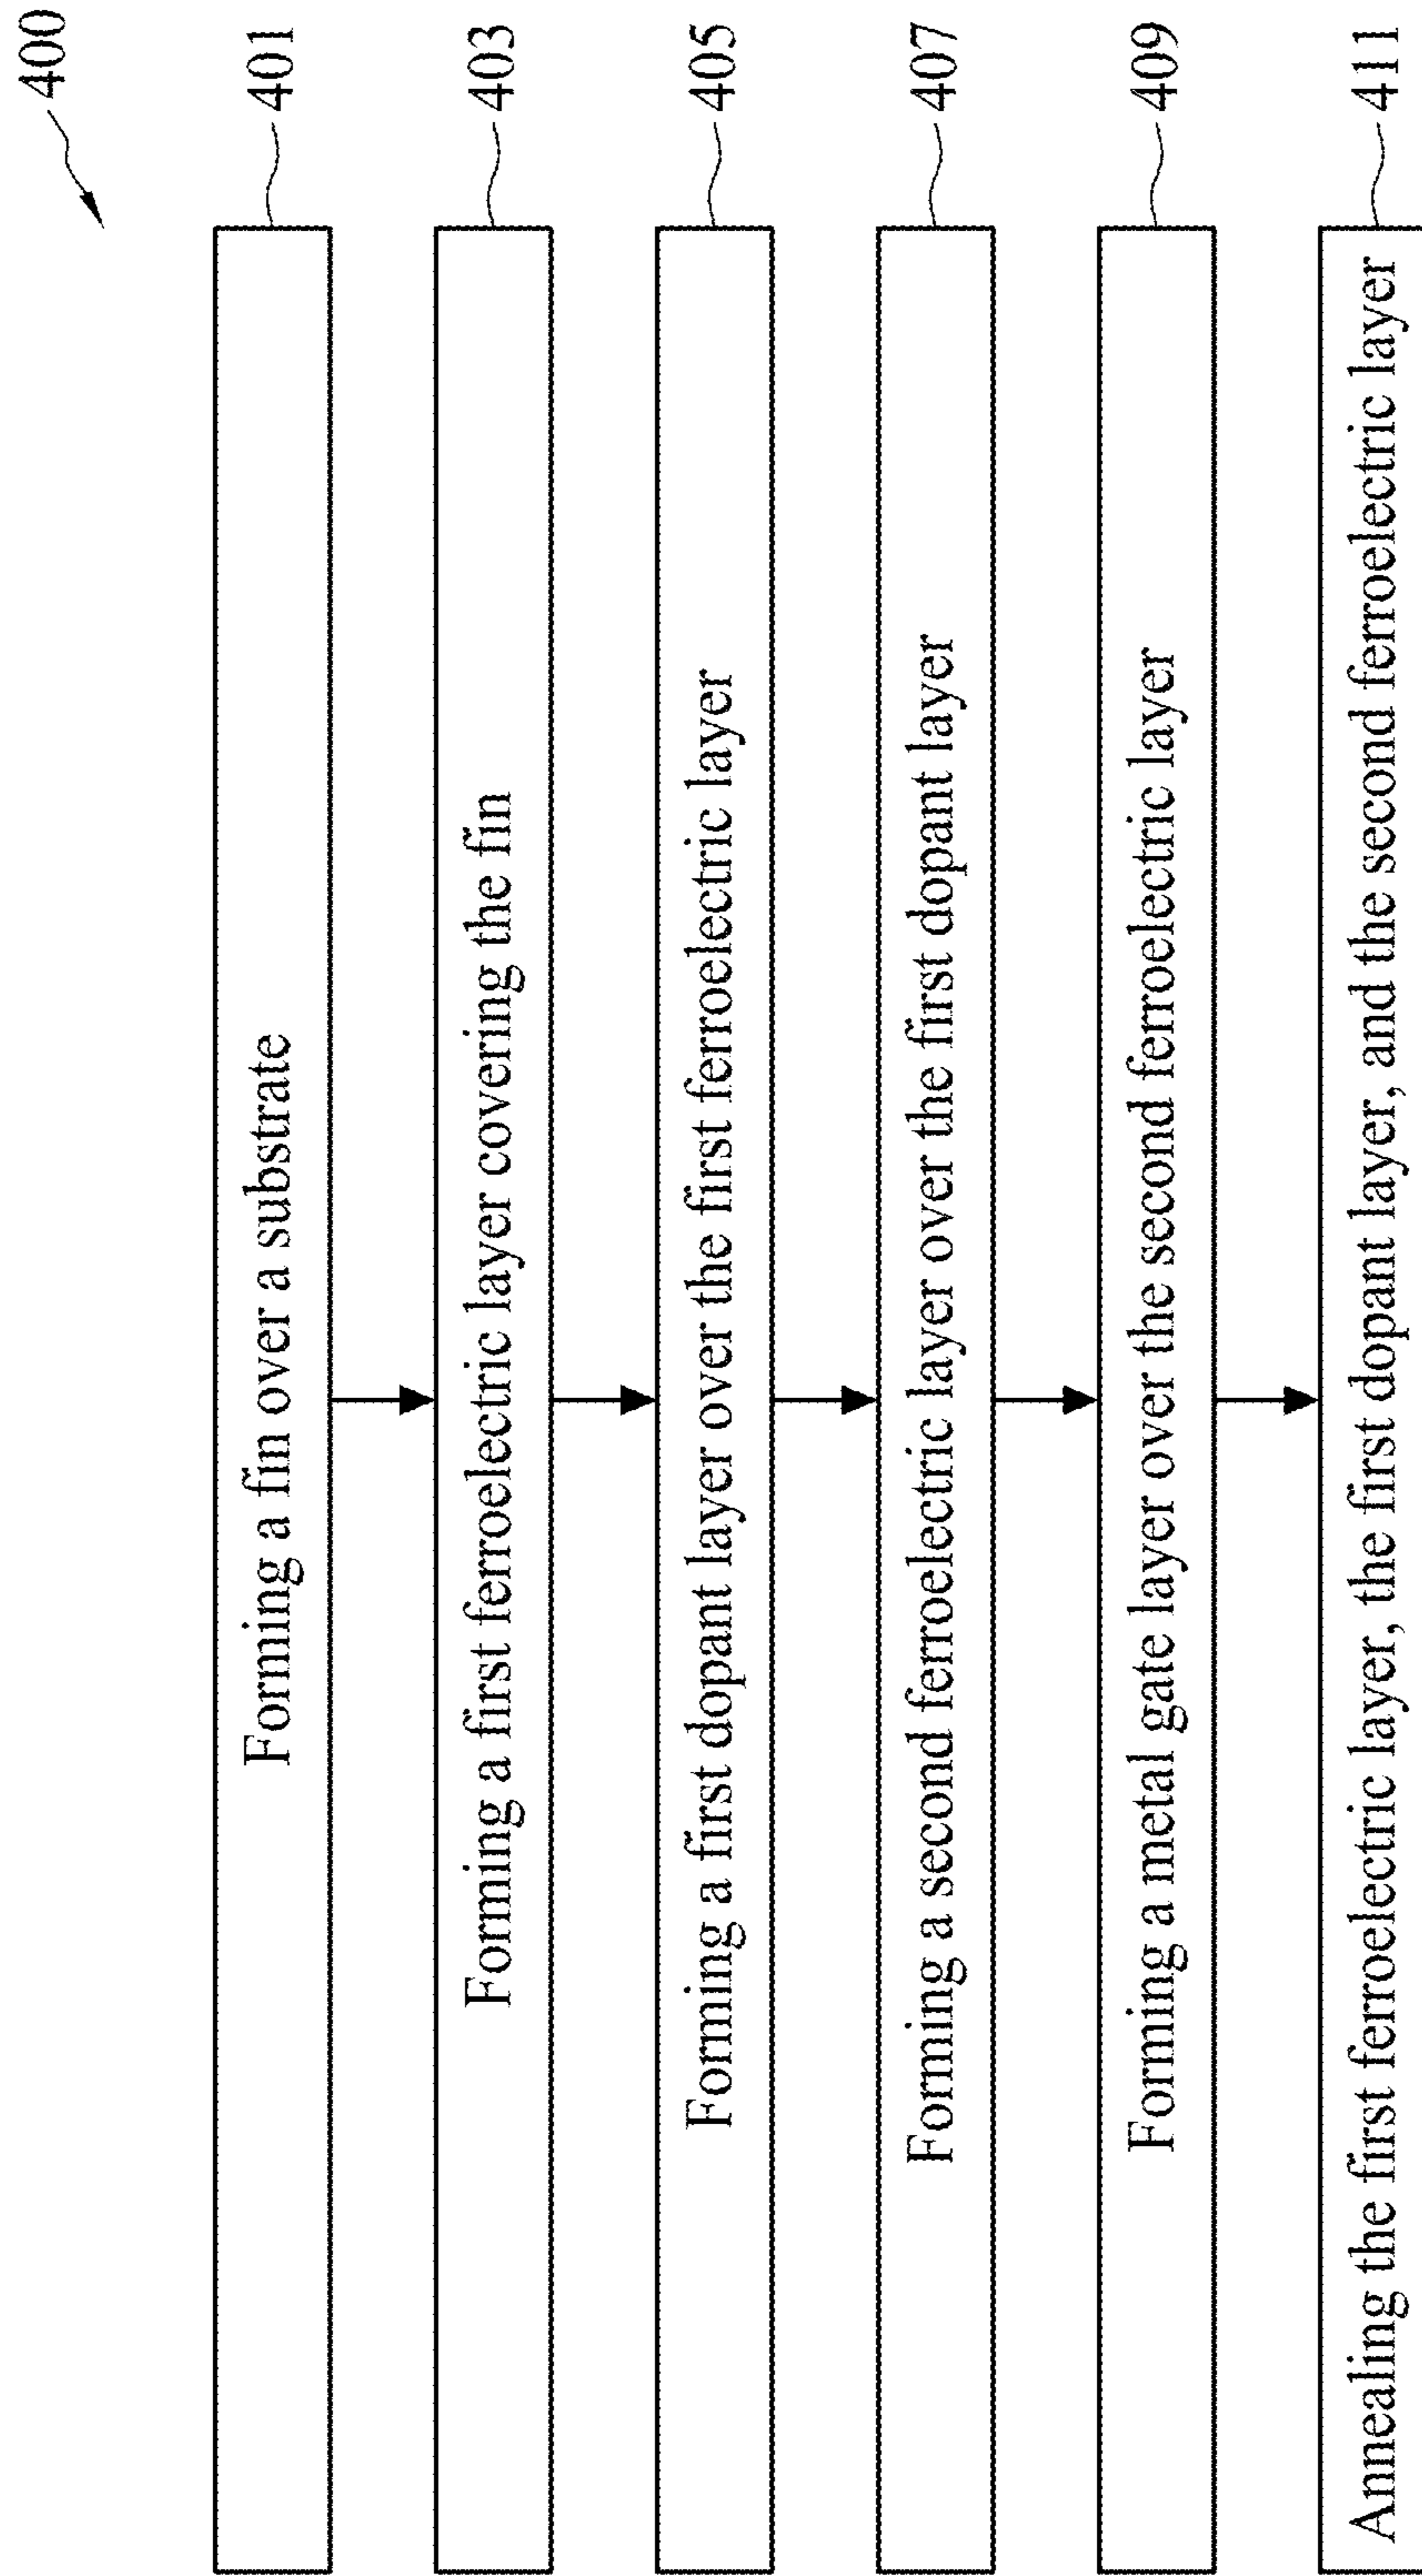 400
Forming a fin over a substrate
401
Forming a first ferroelectric layer covering the fin
403
Forming a first dopant layer over the first ferroelectric layer
405
Forming a second ferroelectric layer over the first dopant layer
407
Forming a metal gate layer over the second ferroelectric layer
409
Annealing the first ferroelectric layer, the first dopant layer, and the second ferroelectric layer
411